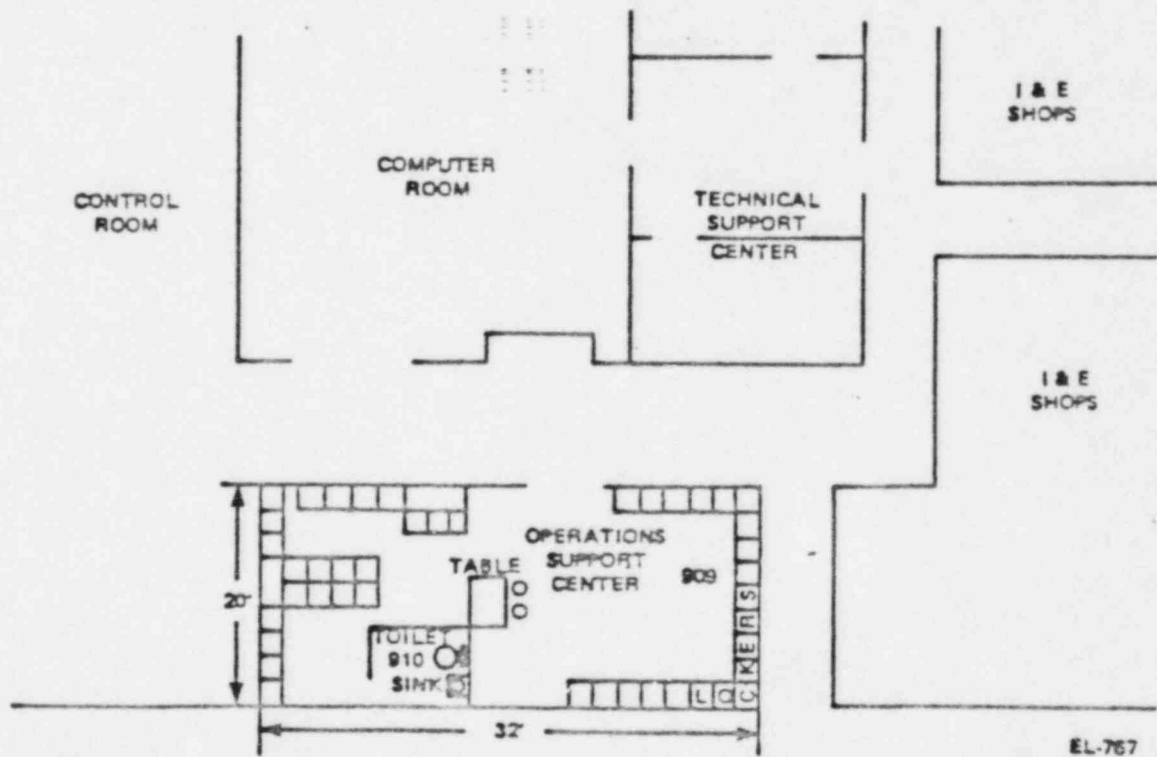 I & E
SHOPS
COMPUTER
ROOM
CONTROL
ROOM
TECHNICAL
SUPPORT
CENTER
I & E
SHOPS
OPERATIONS
SUPPORT
CENTER
TABLE
909
20'
TOILET
910
SINK
LOCKERS
32'
EL-767